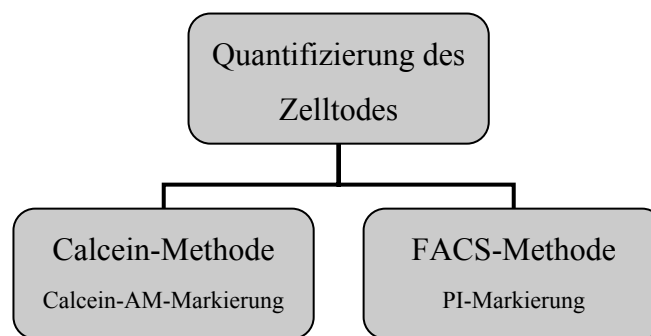 Quantifizierung des
Zelltodes
Calcein-Methode
Calcein-AM-Markierung
FACS-Methode
PI-Markierung